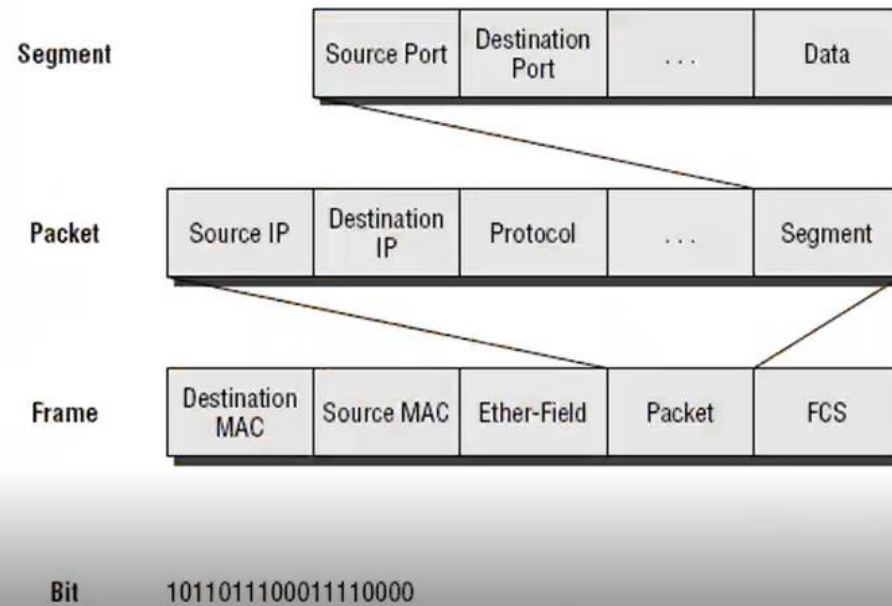 Segment
Source Port
Destination
Port
...
Data
Packet
Source IP
Destination
IP
Protocol
...
Segment
Frame
Destination
MAC
Source MAC
Ether-Field
Packet
FCS
Bit
1011011100011110000